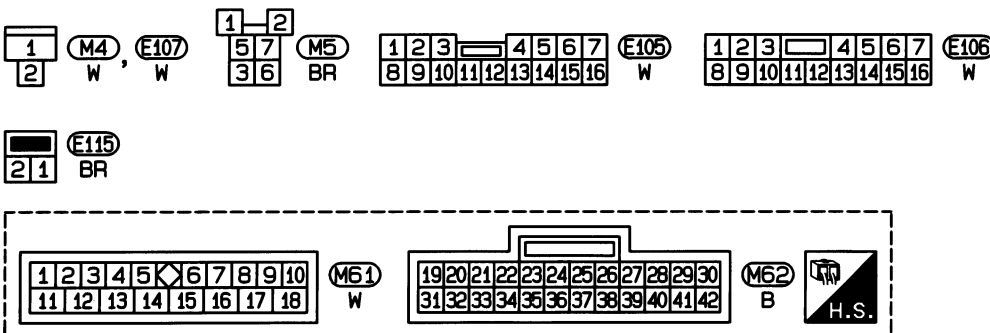 1 2
1 M4 , E107 5 7 M5 1 2 3 4 5 6 7 E105 1 2 3 4 5 6 7 E106
2 W W 3 6 BR 8 9 10 11 12 13 14 15 16 W 8 9 10 11 12 13 14 15 16 W
E115
2 1 BR
1 2 3 4 5 6 7 8 9 10 M61 19 20 21 22 23 24 25 26 27 28 29 30 M62
11 12 13 14 15 16 17 18 W 31 32 33 34 35 36 37 38 39 40 41 42 B H.S.